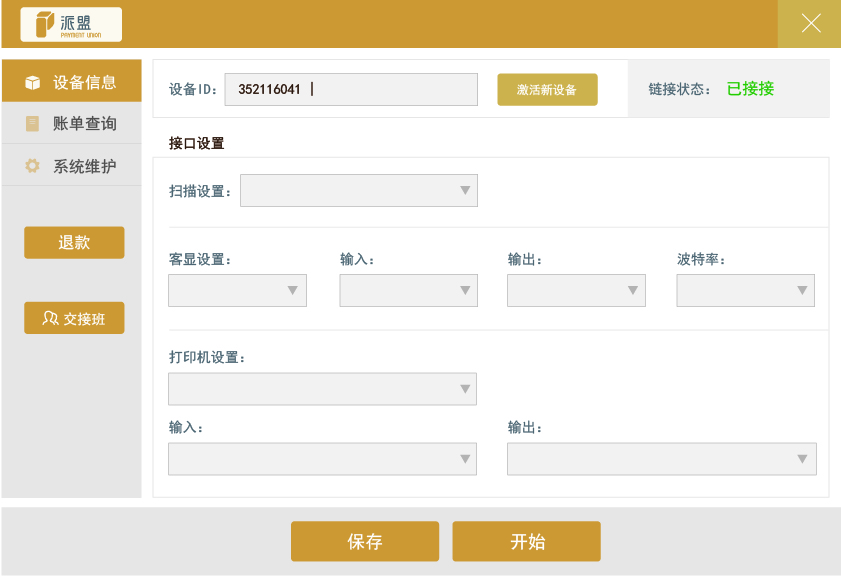 派盟
PAYMENT UNION
设备信息
账单查询
系统维护
退款
交接班
设备ID: 352116041 激活新设备 链接状态: 已接接
接口设置
扫描设置:
客显设置: 输入: 输出: 波特率:
打印机设置:
输入: 输出:
保存 开始